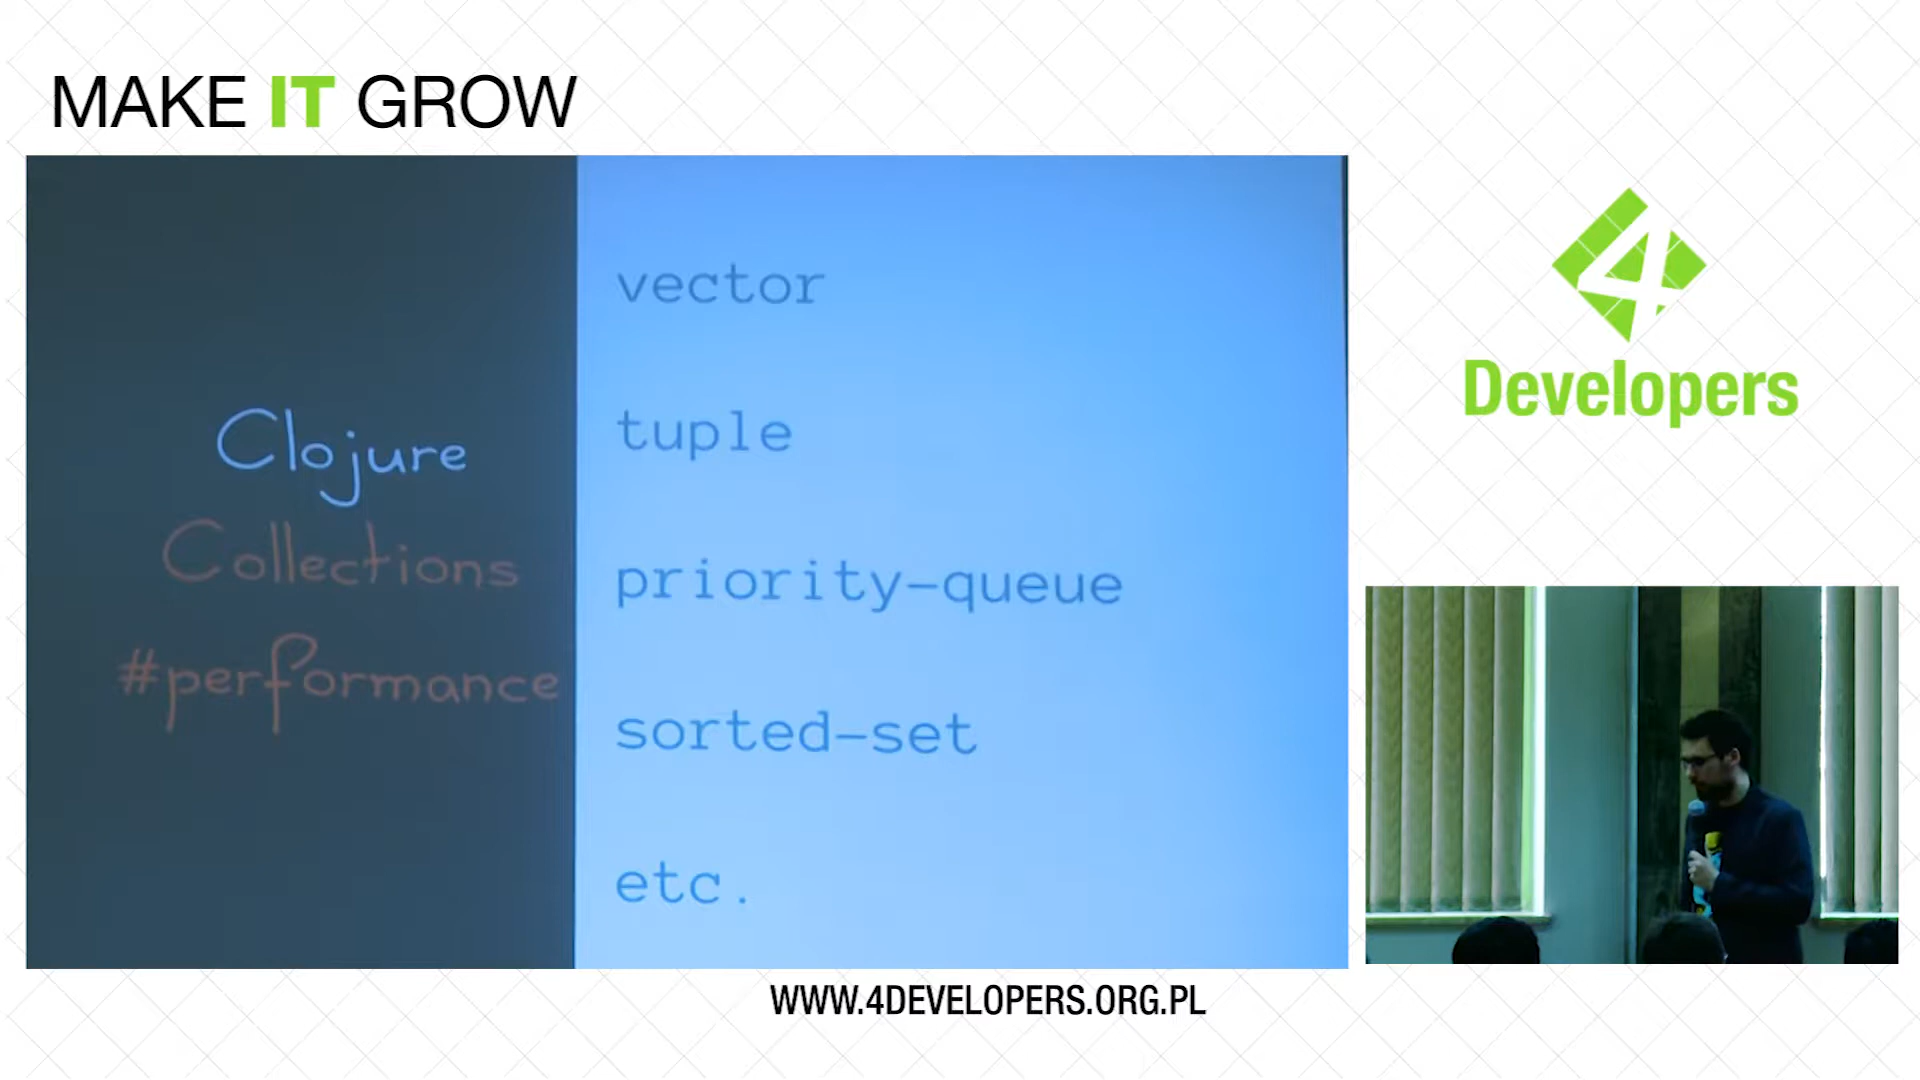 MAKE IT GROW
Clojure
Collections
#performance
vector
tuple
priority-queue
sorted-set
etc.
4
Developers
WWW.4DEVELOPERS.ORG.PL